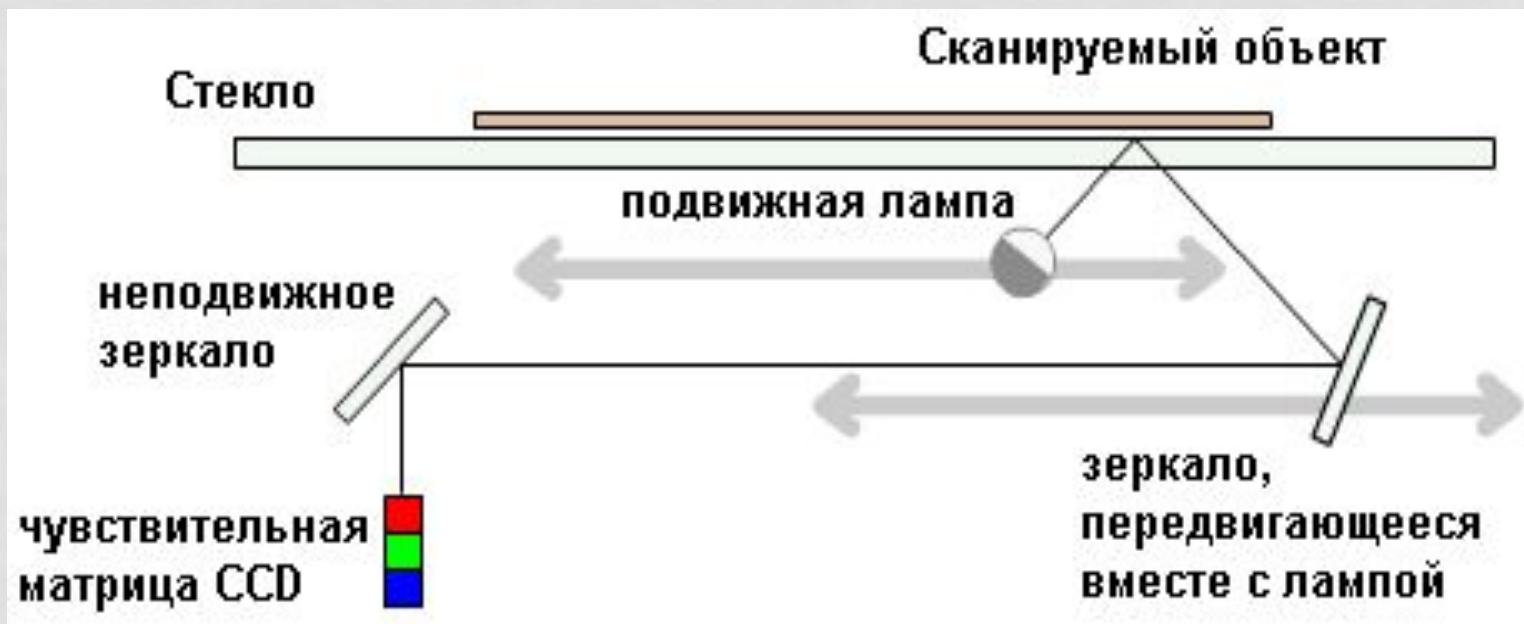 Сканируемый объект
Стекло
подвижная лампа
неподвижное
зеркало
зеркало,
передвигающееся
вместе с лампой
чувствительная
матрица CCD